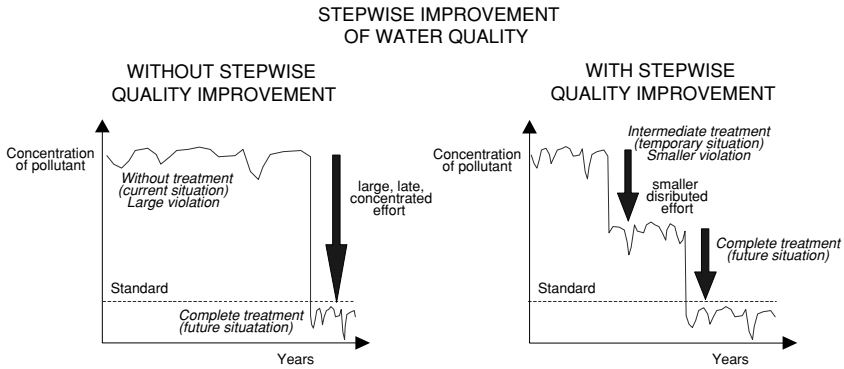 STEPWISE IMPROVEMENT
OF WATER QUALITY
WITHOUT STEPWISE
QUALITY IMPROVEMENT
Concentration
of pollutant
Without treatment
(current situation)
Large violation
large, late,
concentrated
effort
Standard
Complete treatment
(future situatation)
Years
WITH STEPWISE
QUALITY IMPROVEMENT
Concentration
of pollutant
Intermediate treatment
(temporary situation)
Smaller violation
smaller
disributed
effort
Complete treatment
(future situation)
Standard
Years